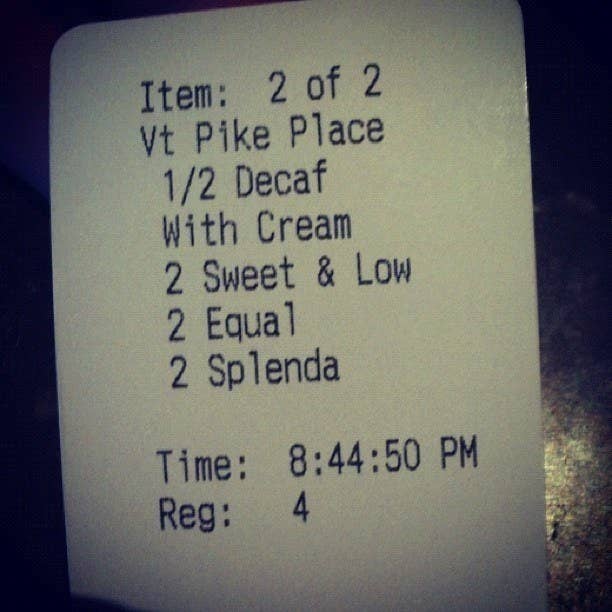 Item: 2 of 2
Vt Pike Place
1/2 Decaf
With Cream
2 Sweet & Low
2 Equal
2 Splenda
Time: 8:44:50 PM
Reg: 4